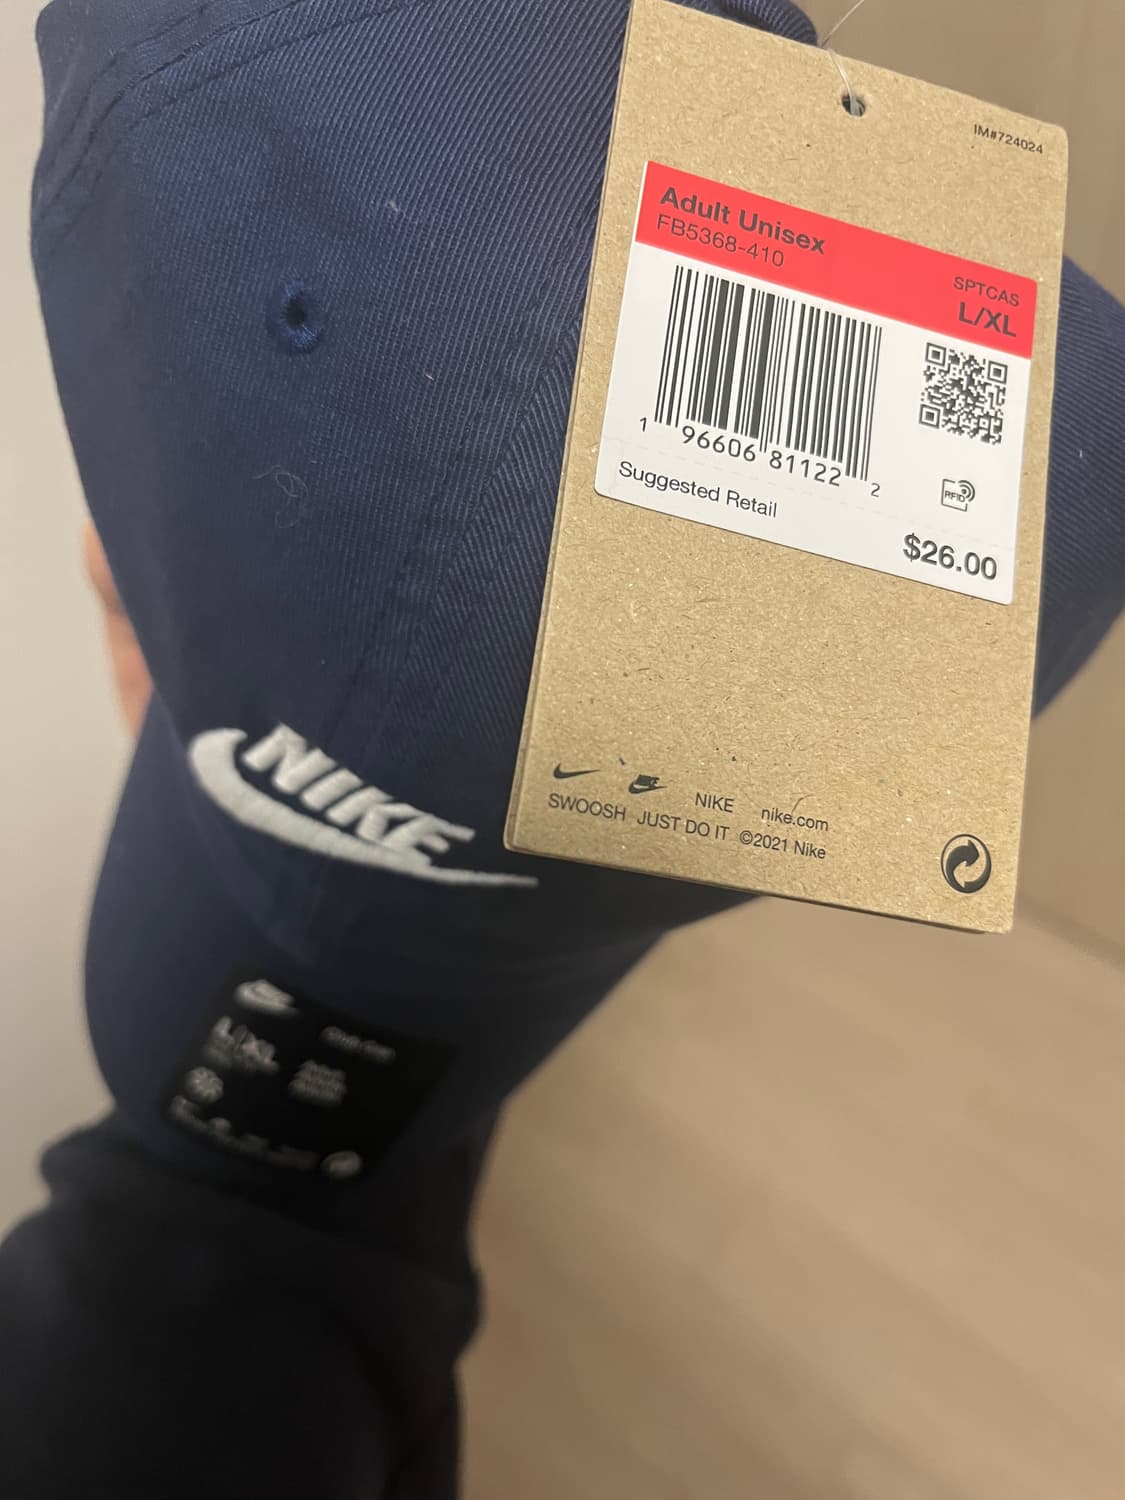 IM#724024
Adult Unisex
FB5368-410
SPTCAS
L/XL
1 96606 81122 2
RFID
Suggested Retail
$26.00
NIKE nike.com
SWOOSH JUST DO IT ©2021 Nike
NIKE
L/XL